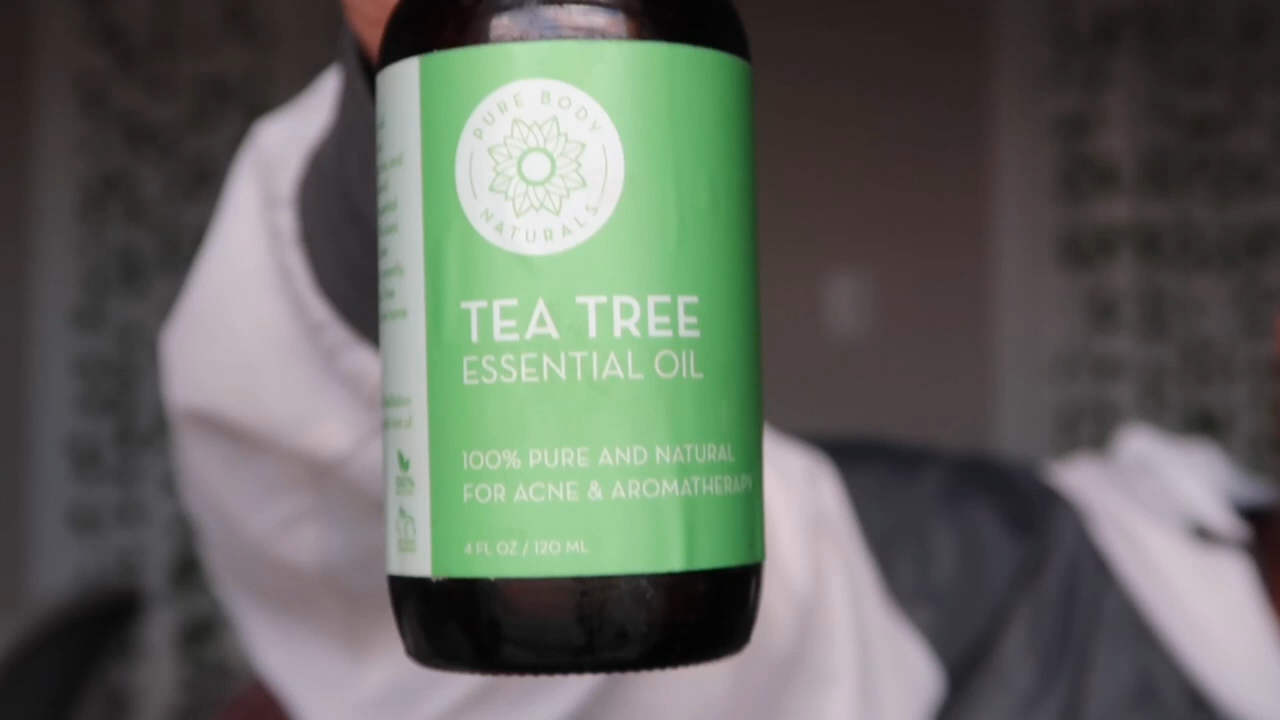 PURE BODY
NATURALS
TEA TREE
ESSENTIAL OIL
100% PURE AND NATURAL
FOR ACNE & AROMATHERAPY
4 FL OZ / 120 ML